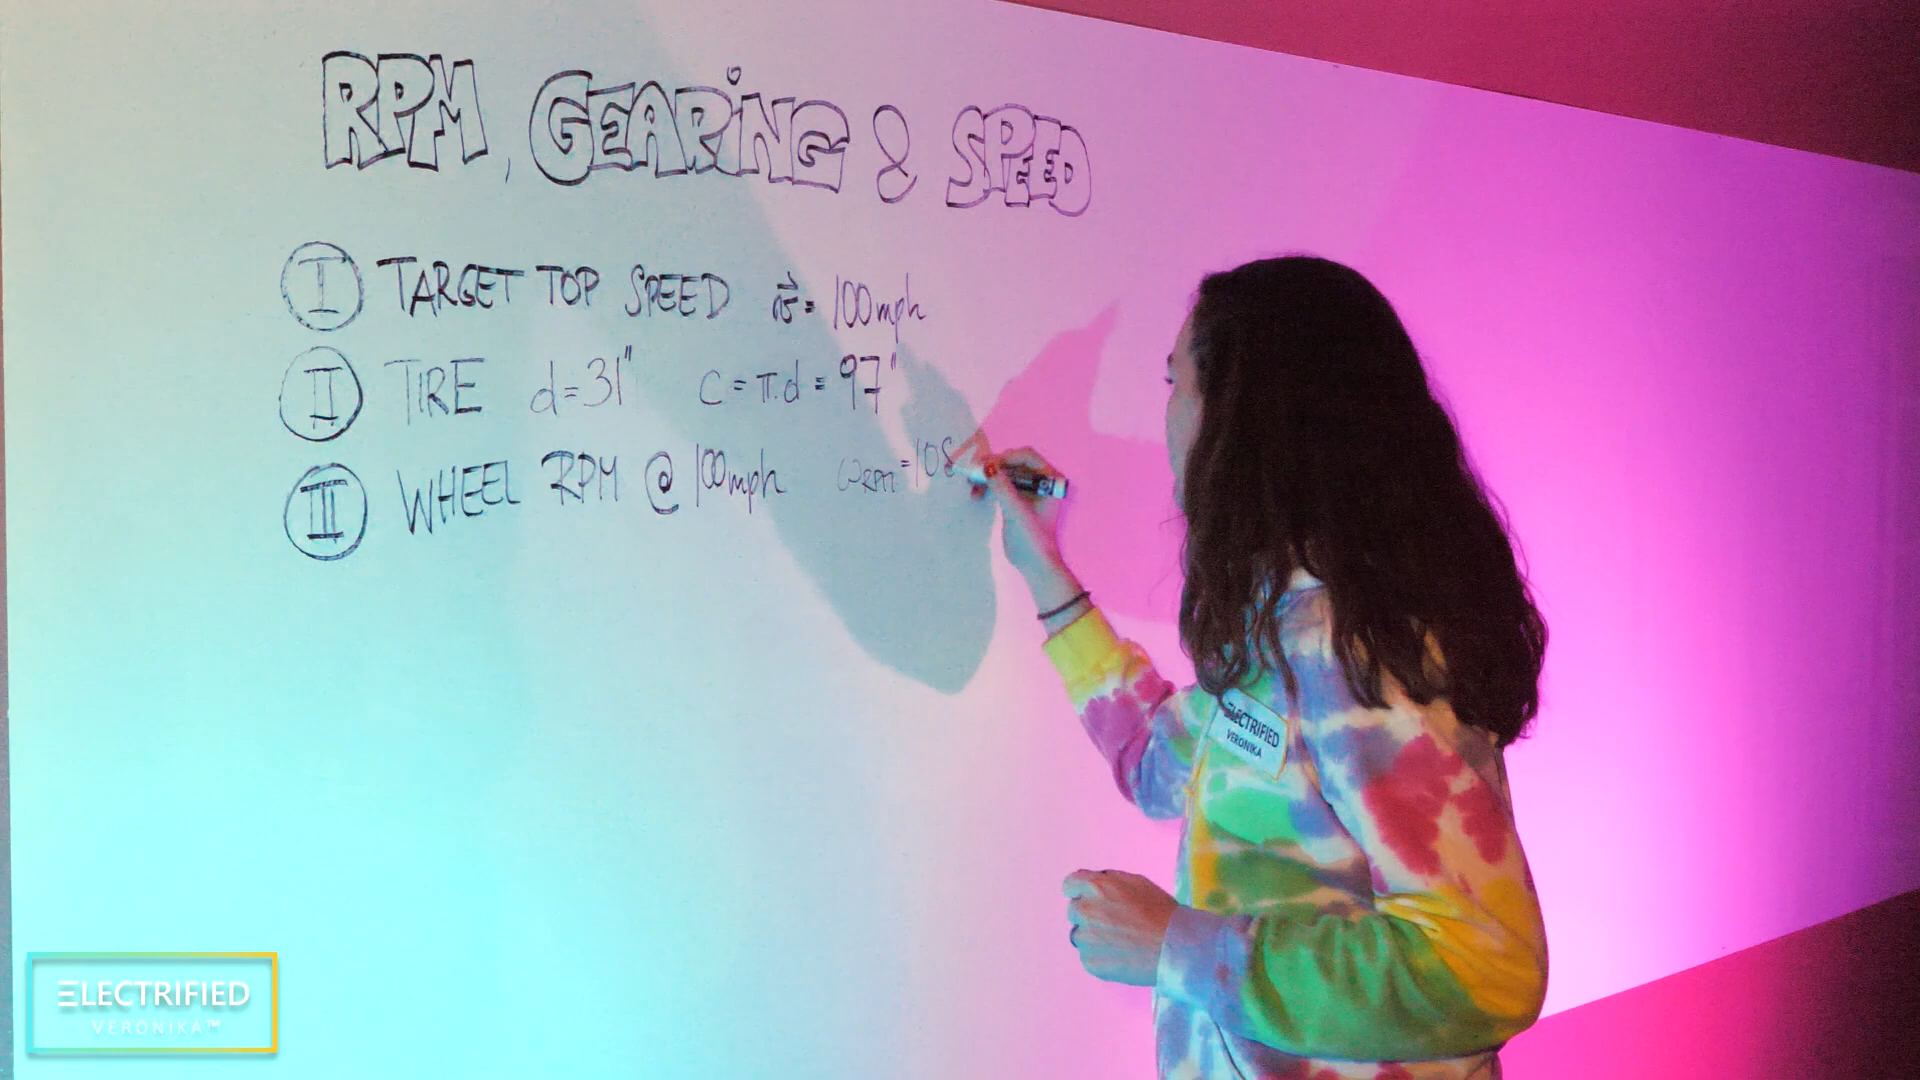 RPM, GEARING & SPEED
I TARGET TOP SPEED v⃗ = 100mph
II TIRE d=31" C = π.d = 97"
III WHEEL RPM @ 100mph ωRPM=108
ELECTRIFIED
VERONIKA
ELECTRIFIED
VERONIKA™